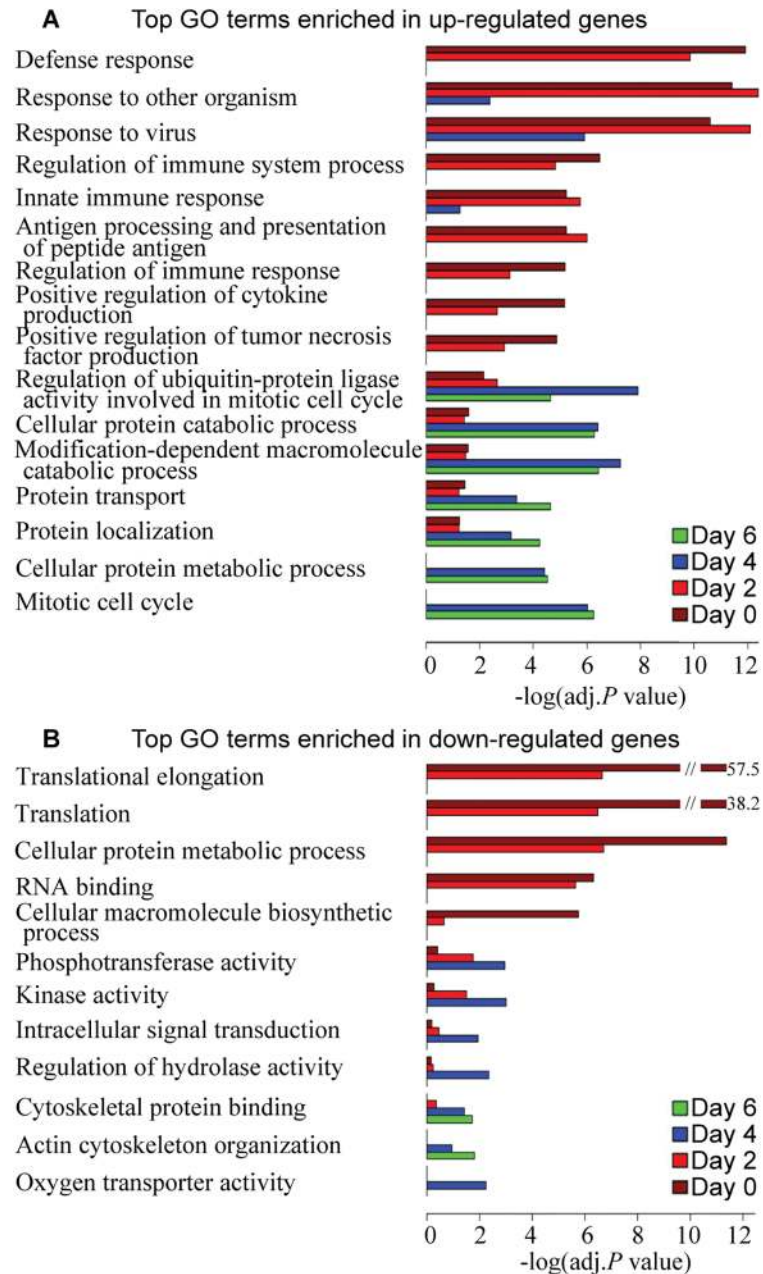 A Top GO terms enriched in up-regulated genes
Defense response
Response to other organism
Response to virus
Regulation of immune system process
Innate immune response
Antigen processing and presentation
of peptide antigen
Regulation of immune response
Positive regulation of cytokine
production
Positive regulation of tumor necrosis
factor production
Regulation of ubiquitin-protein ligase
activity involved in mitotic cell cycle
Cellular protein catabolic process
Modification-dependent macromolecule
catabolic process
Protein transport
Protein localization
Cellular protein metabolic process
Mitotic cell cycle
Day 6
Day 4
Day 2
Day 0
0 2 4 6 8 10 12
-log(adj.P value)
B Top GO terms enriched in down-regulated genes
Translational elongation // 57.5
Translation // 38.2
Cellular protein metabolic process
RNA binding
Cellular macromolecule biosynthetic
process
Phosphotransferase activity
Kinase activity
Intracellular signal transduction
Regulation of hydrolase activity
Cytoskeletal protein binding
Actin cytoskeleton organization
Oxygen transporter activity
Day 6
Day 4
Day 2
Day 0
0 2 4 6 8 10 12
-log(adj.P value)